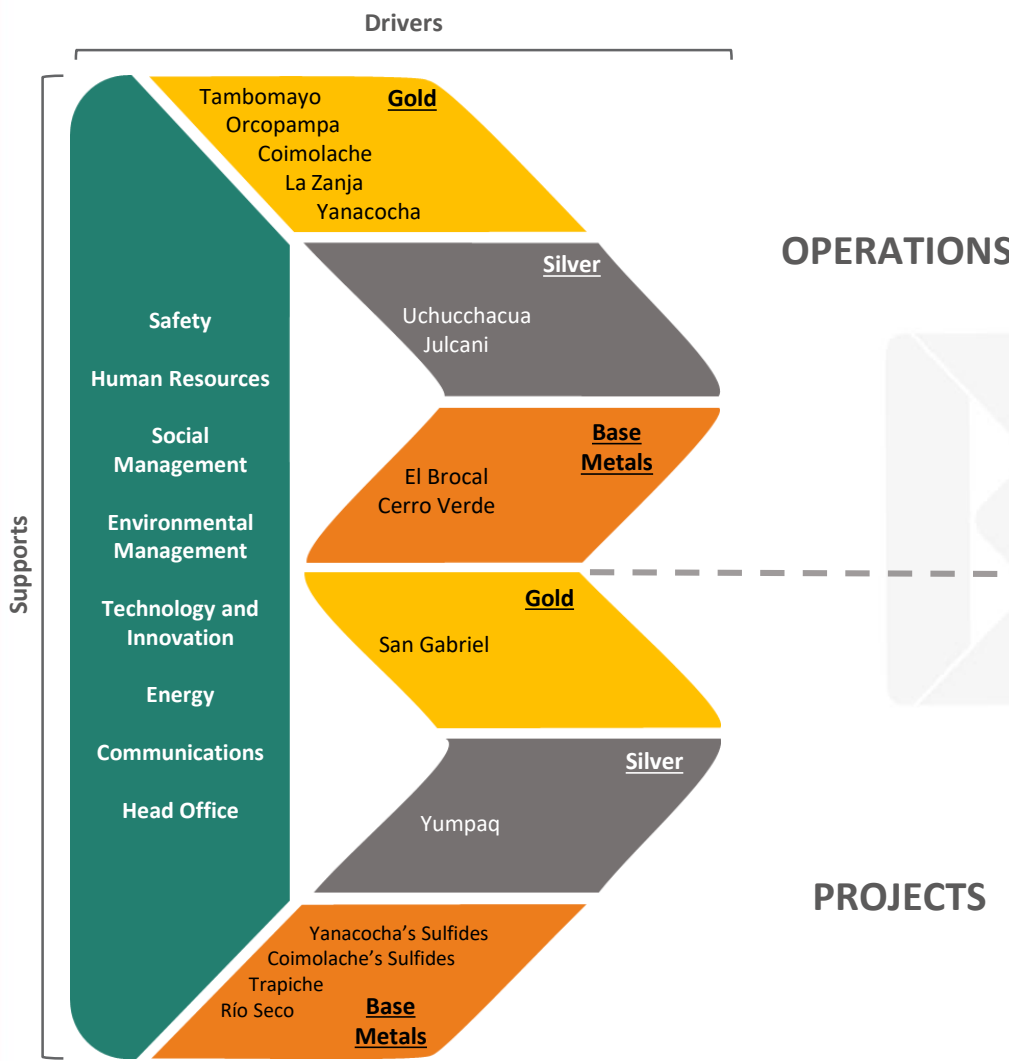 Drivers
Supports
Safety
Human Resources
Social
Management
Environmental
Management
Technology and
Innovation
Energy
Communications
Head Office
Tambomayo
Gold
Orcopampa
Coimolache
La Zanja
Yanacocha
Silver
Uchucchacua
Julcani
Base
Metals
El Brocal
Cerro Verde
Gold
San Gabriel
Silver
Yumpaq
Yanacocha’s Sulfides
Coimolache’s Sulfides
Trapiche
Río Seco
Base
Metals
OPERATIONS
PROJECTS